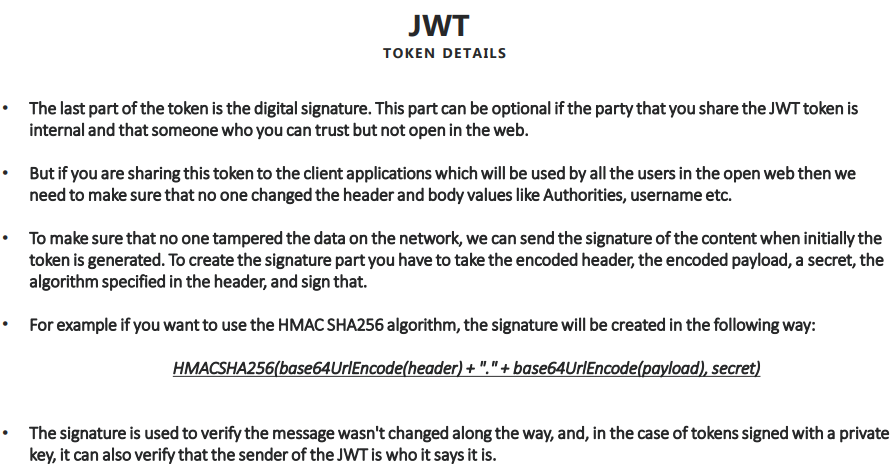 JWT
TOKEN DETAILS
• The last part of the token is the digital signature. This part can be optional if the party that you share the JWT token is
internal and that someone who you can trust but not open in the web.
• But if you are sharing this token to the client applications which will be used by all the users in the open web then we
need to make sure that no one changed the header and body values like Authorities, username etc.
• To make sure that no one tampered the data on the network, we can send the signature of the content when initially the
token is generated. To create the signature part you have to take the encoded header, the encoded payload, a secret, the
algorithm specified in the header, and sign that.
• For example if you want to use the HMAC SHA256 algorithm, the signature will be created in the following way:
HMACSHA256(base64UrlEncode(header) + "." + base64UrlEncode(payload), secret)
• The signature is used to verify the message wasn't changed along the way, and, in the case of tokens signed with a private
key, it can also verify that the sender of the JWT is who it says it is.